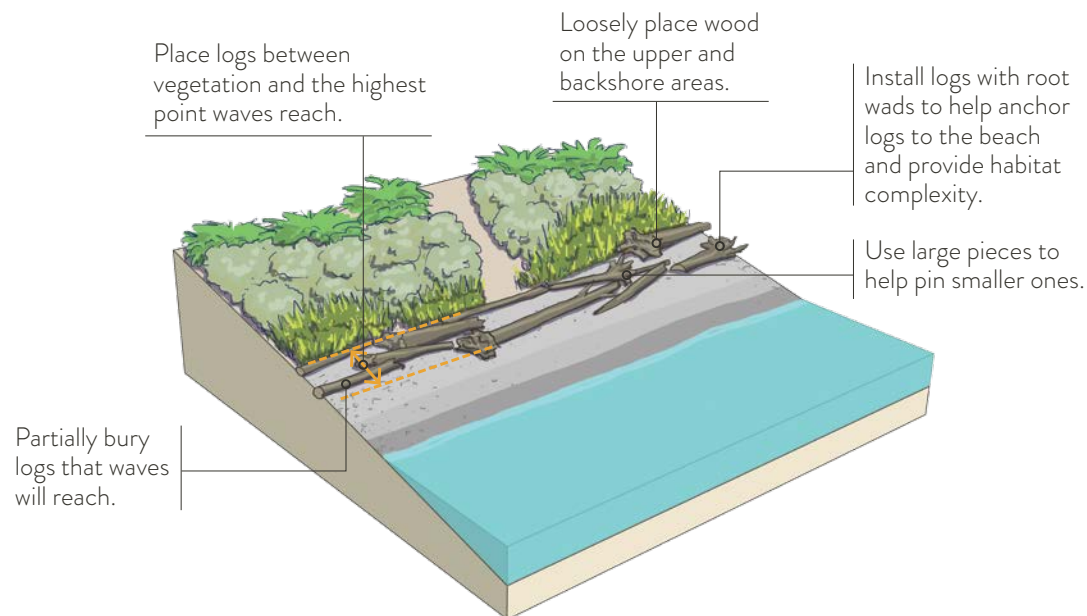 Place logs between
vegetation and the highest
point waves reach.
Loosely place wood
on the upper and
backshore areas.
Install logs with root
wads to help anchor
logs to the beach
and provide habitat
complexity.
Use large pieces to
help pin smaller ones.
Partially bury
logs that waves
will reach.